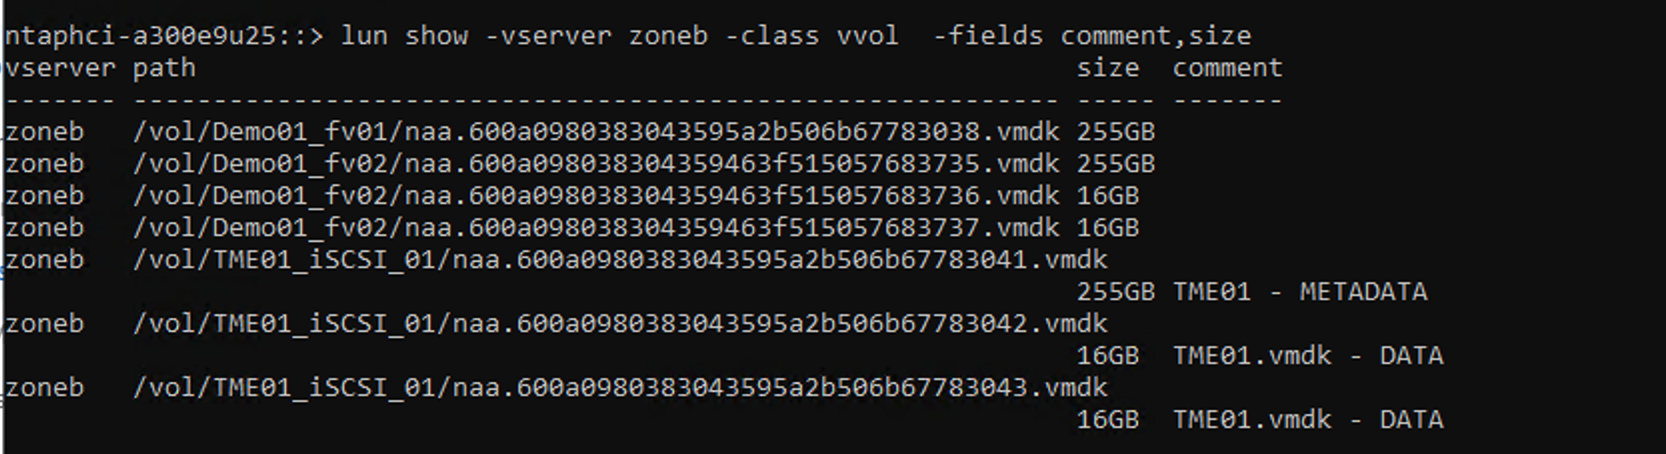 ntaphci-a300e9u25::> lun show -vserver zoneb -class vvol  -fields comment,size
vserver path                                                       size  comment
------- ---------------------------------------------------------- ----- -------
zoneb   /vol/Demo01_fv01/naa.600a0980383043595a2b506b67783038.vmdk 255GB
zoneb   /vol/Demo01_fv02/naa.600a098038304359463f515057683735.vmdk 255GB
zoneb   /vol/Demo01_fv02/naa.600a098038304359463f515057683736.vmdk 16GB
zoneb   /vol/Demo01_fv02/naa.600a098038304359463f515057683737.vmdk 16GB
zoneb   /vol/TME01_iSCSI_01/naa.600a0980383043595a2b506b67783041.vmdk
                                                                   255GB TME01 - METADATA
zoneb   /vol/TME01_iSCSI_01/naa.600a0980383043595a2b506b67783042.vmdk
                                                                   16GB  TME01.vmdk - DATA
zoneb   /vol/TME01_iSCSI_01/naa.600a0980383043595a2b506b67783043.vmdk
                                                                   16GB  TME01.vmdk - DATA